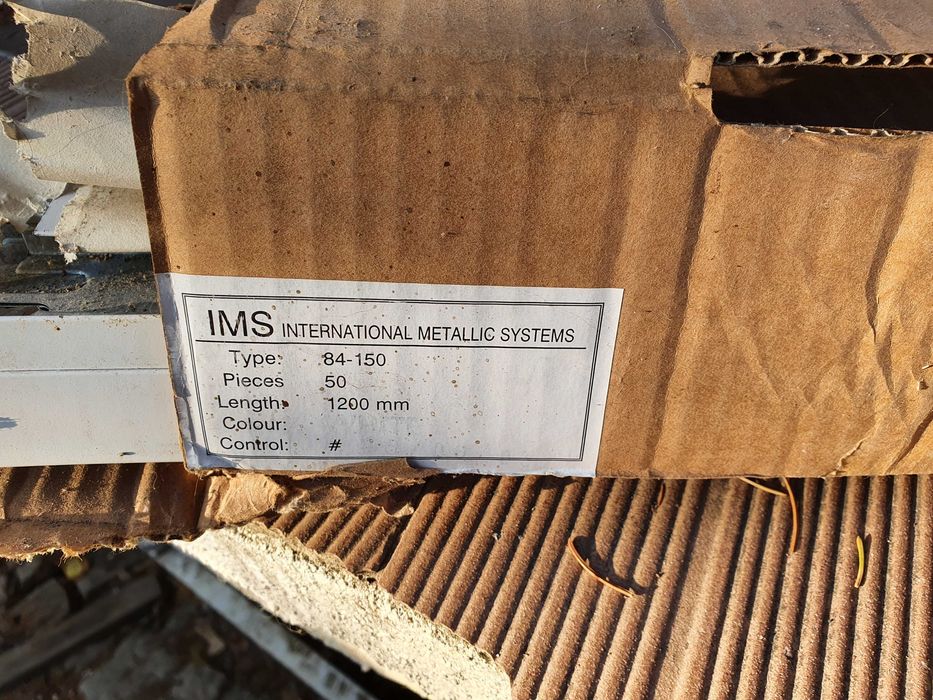 IMS INTERNATIONAL METALLIC SYSTEMS
Type: 84-150
Pieces 50
Length: 1200 mm
Colour:
Control: #